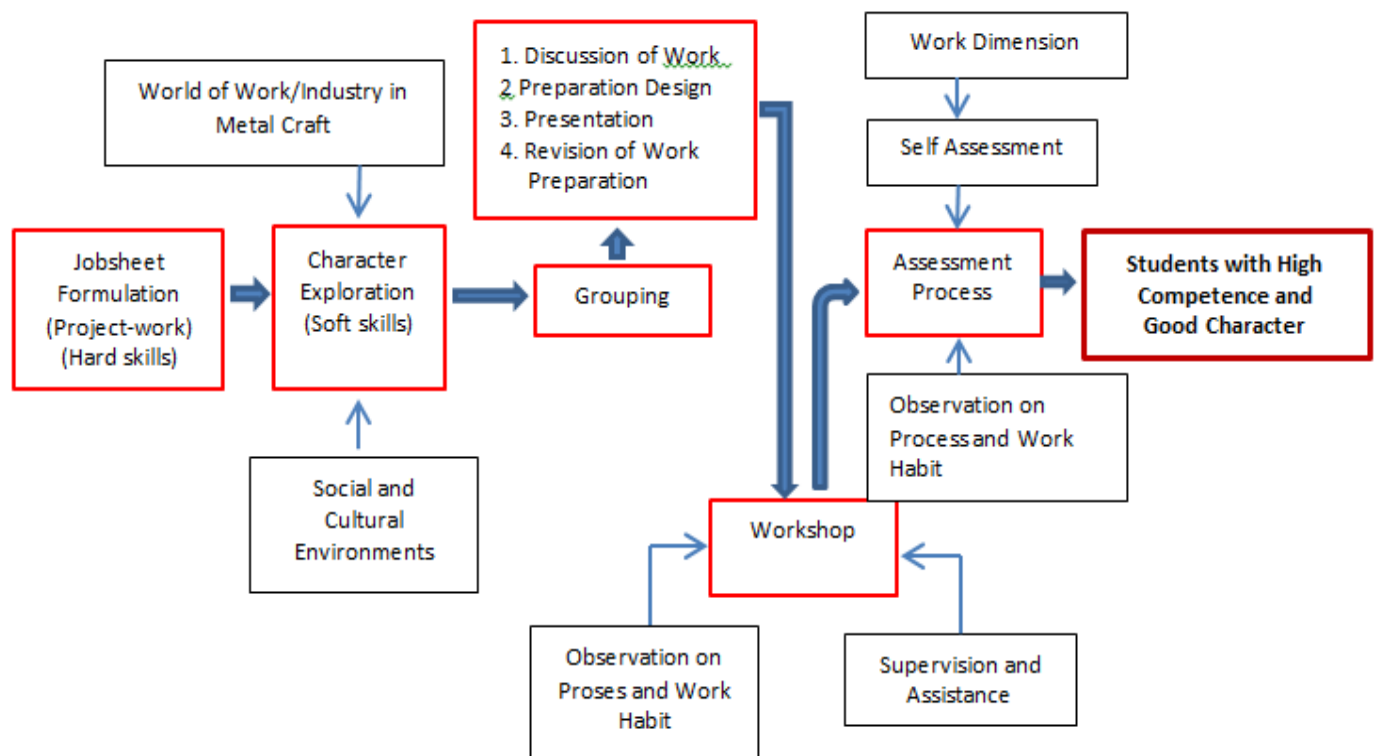 World of Work/Industry in
Metal Craft
1. Discussion of Work
2 Preparation Design
3. Presentation
4. Revision of Work
Preparation
Work Dimension
Self Assessment
Jobsheet
Formulation
(Project-work)
(Hard skills)
Character
Exploration
(Soft skills)
Grouping
Assessment
Process
Students with High
Competence and
Good Character
Social and
Cultural
Environments
Observation on
Process and Work
Habit
Workshop
Observation on
Proses and Work
Habit
Supervision and
Assistance